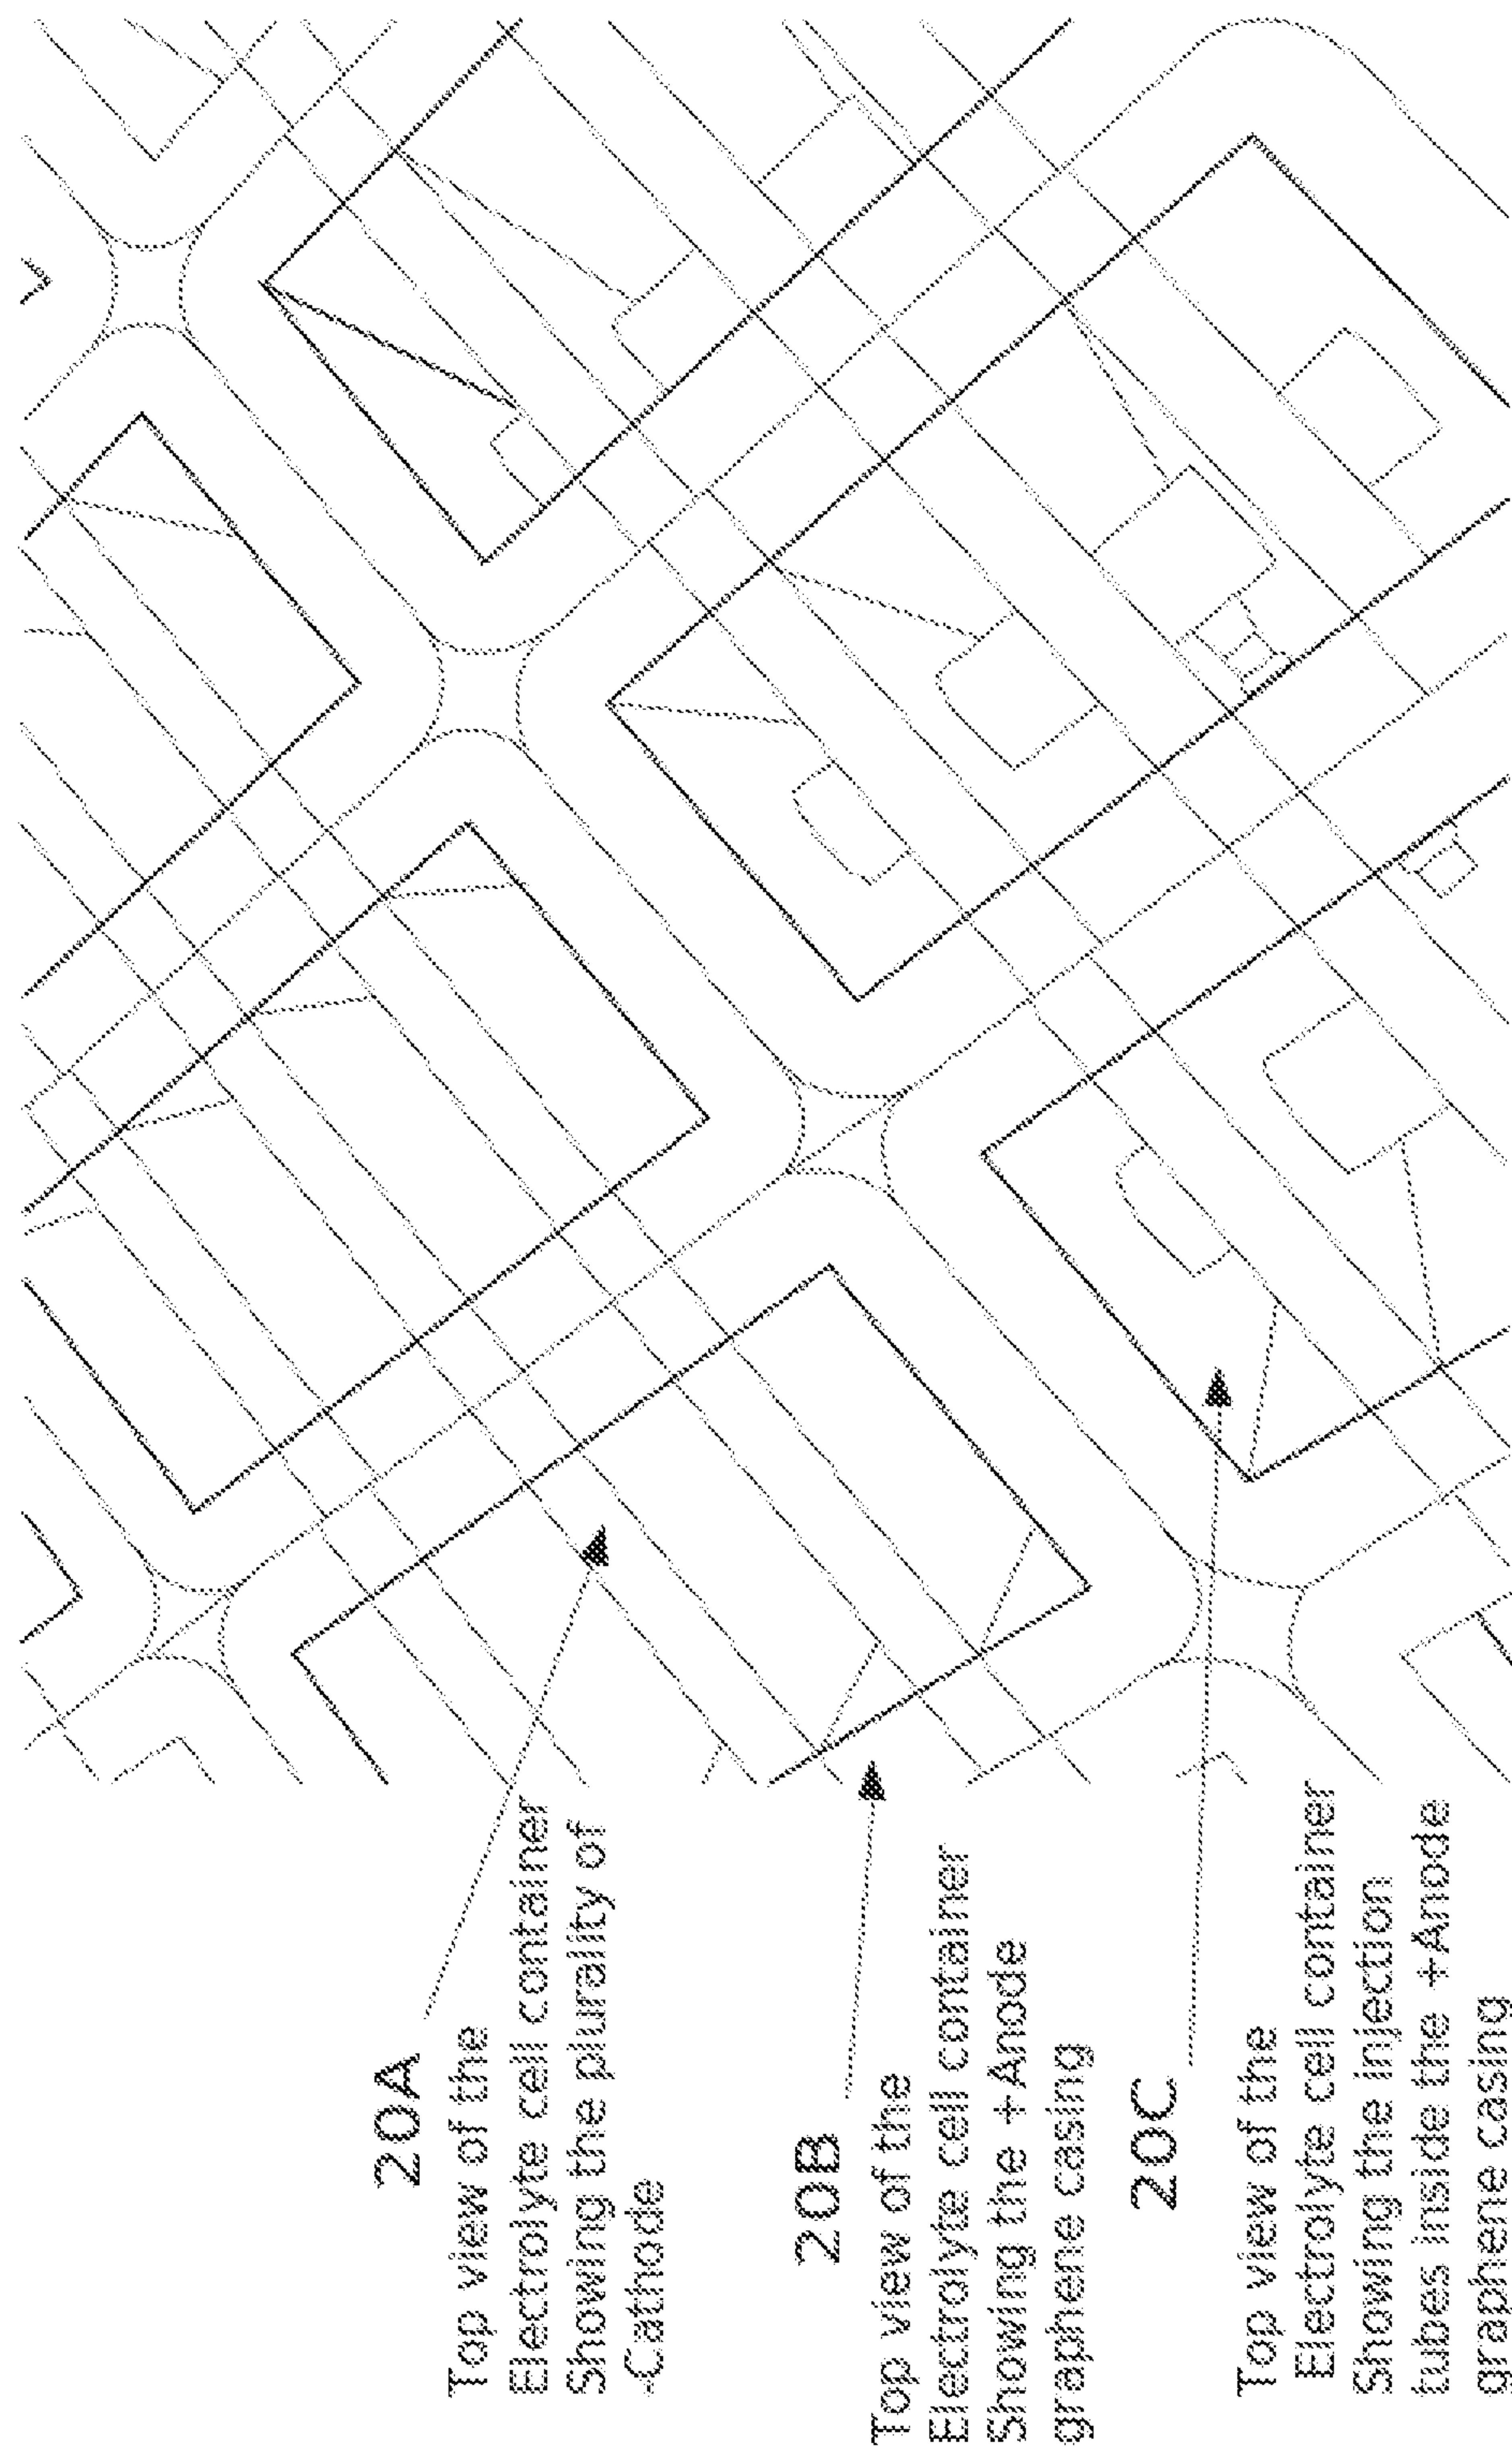 20A
Top view of the
Electrolyte cell container
Showing the plurality of
-Cathode
20B
Top view of the
Electrolyte cell container
Showing the +Anode
graphene casing
20C
Top view of the
Electrolyte cell container
Showing the injection
tubes inside the +Anode
graphene casing